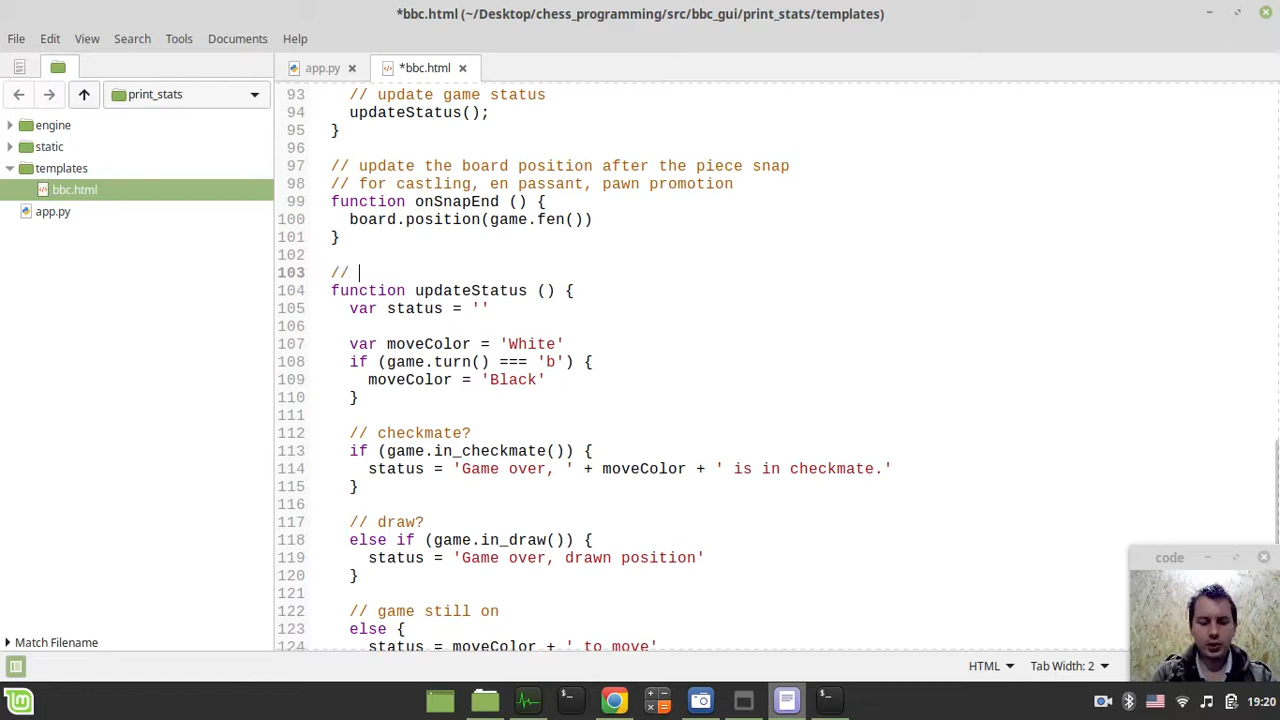 *bbc.html (~/Desktop/chess_programming/src/bbc_gui/print_stats/templates)
File Edit View Search Tools Documents Help
app.py *bbc.html
print_stats
engine
static
templates
bbc.html
app.py
93 // update game status
94 updateStatus();
95 }
96
97 // update the board position after the piece snap
98 // for castling, en passant, pawn promotion
99 function onSnapEnd () {
100 board.position(game.fen())
101 }
102
103 //
104 function updateStatus () {
105 var status = ''
106
107 var moveColor = 'White'
108 if (game.turn() === 'b') {
109 moveColor = 'Black'
110 }
111
112 // checkmate?
113 if (game.in_checkmate()) {
114 status = 'Game over, ' + moveColor + ' is in checkmate.'
115 }
116
117 // draw?
118 else if (game.in_draw()) {
119 status = 'Game over, drawn position'
120 }
121
122 // game still on
123 else {
124 status = moveColor + ' to move'
code
Match Filename
HTML Tab Width: 2
19:20